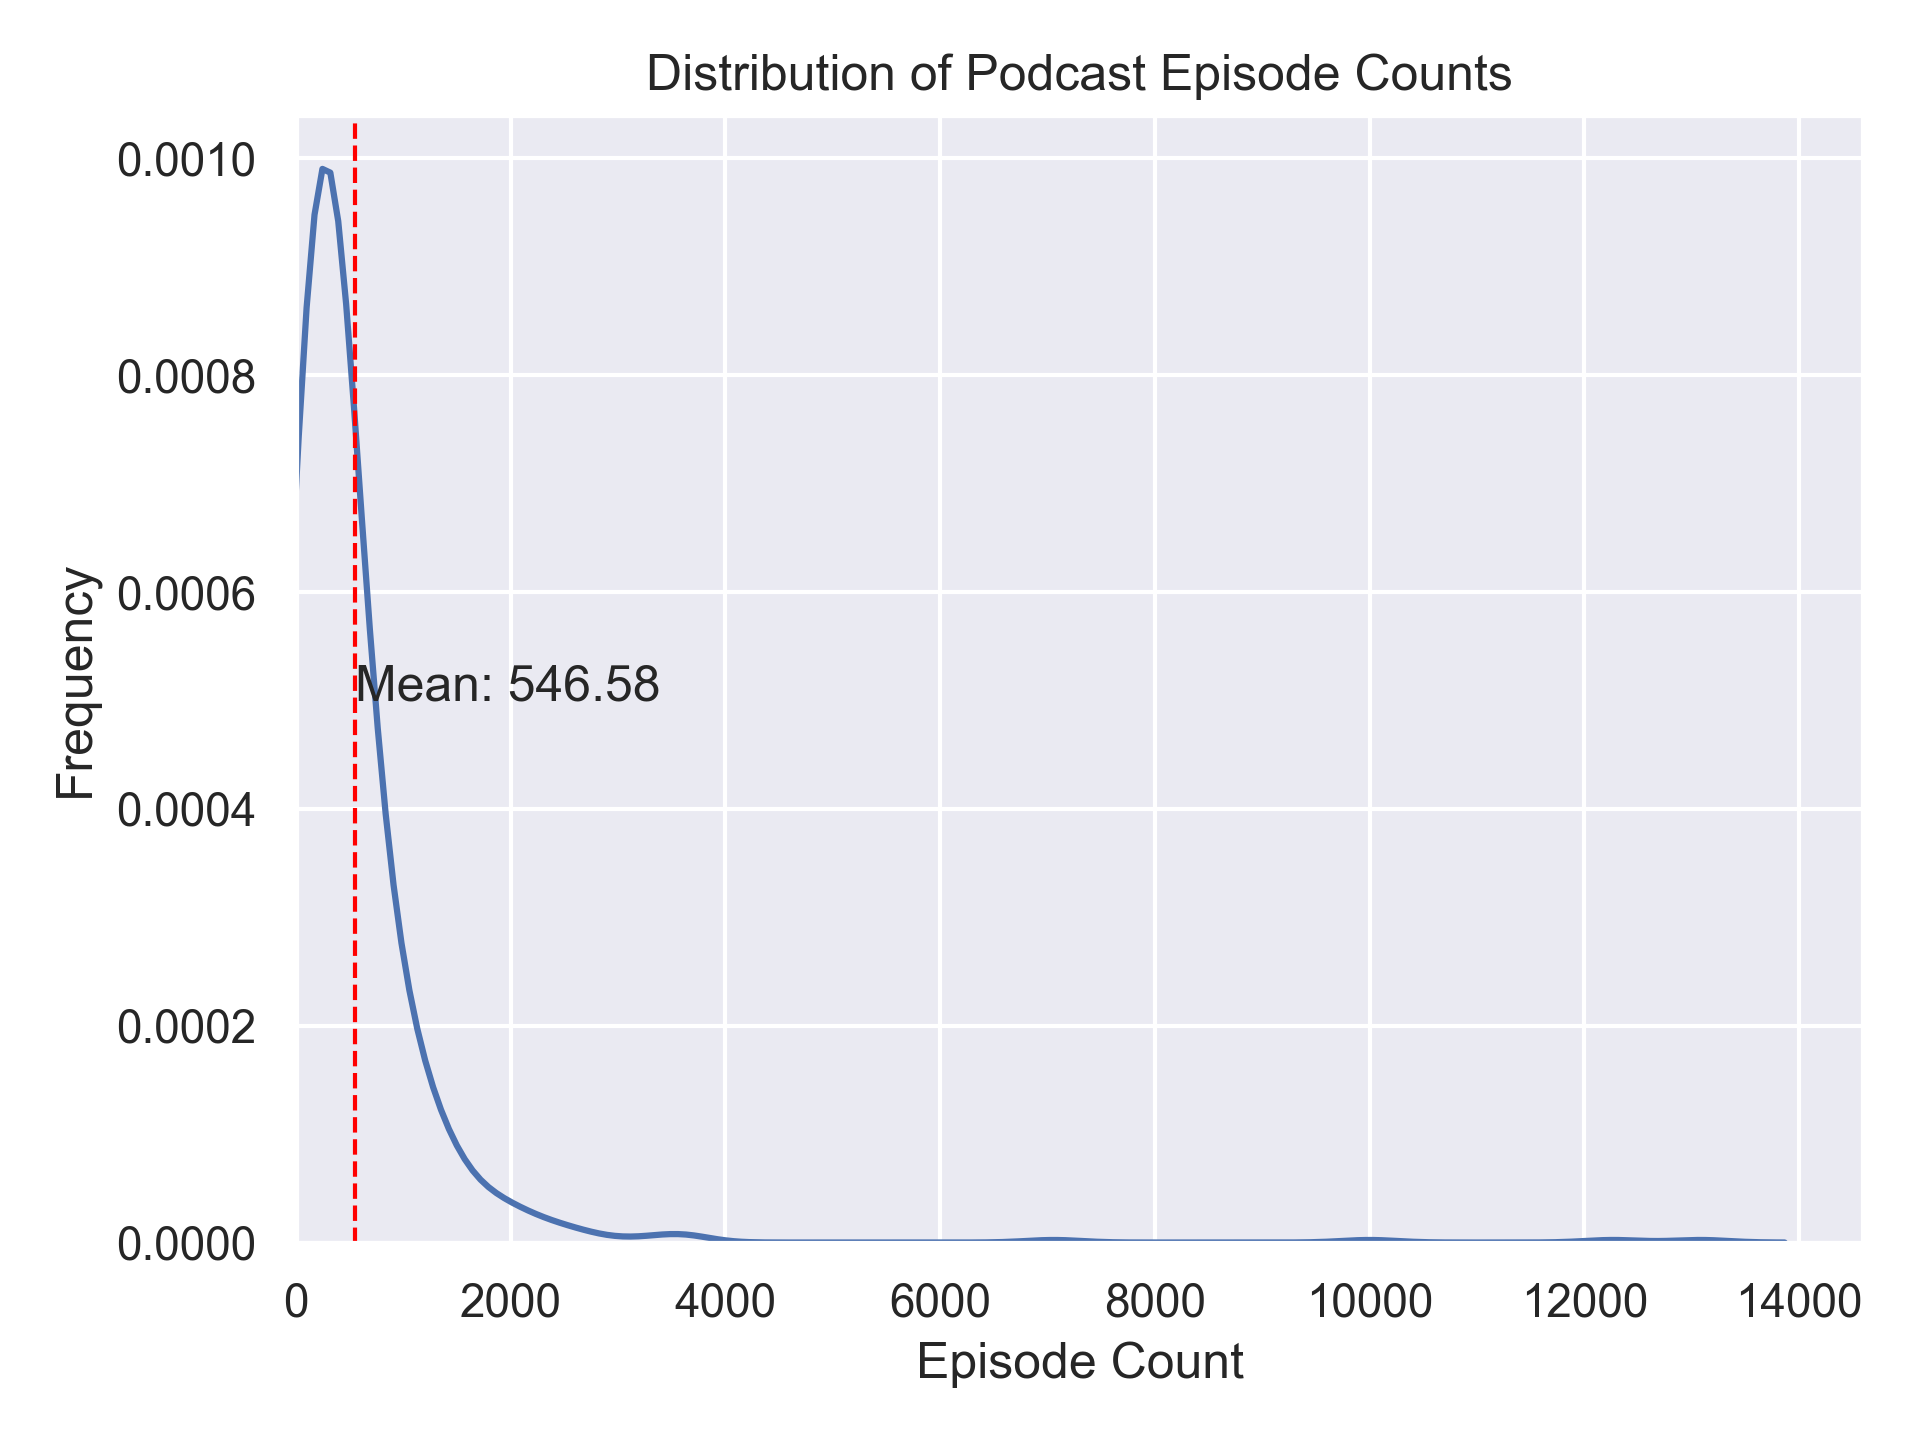 Distribution of Podcast Episode Counts
0.0010
0.0008
0.0006
0.0004
0.0002
0.0000
Frequency
Mean: 546.58
0 2000 4000 6000 8000 10000 12000 14000
Episode Count